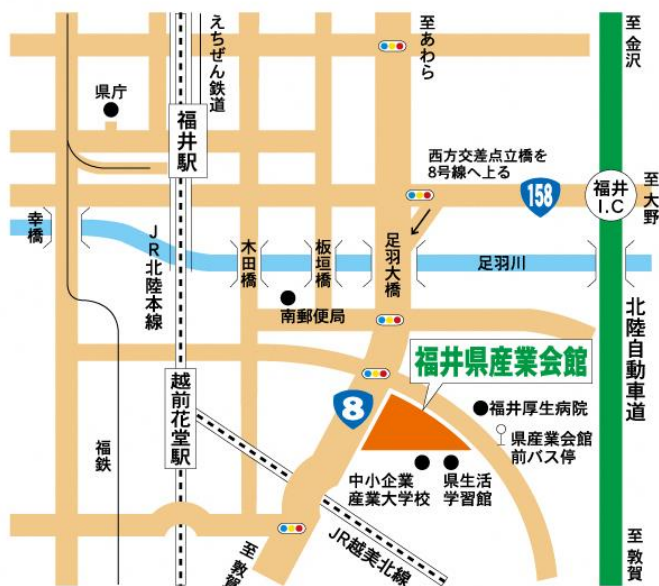 えちぜん鉄道
至あわら
至金沢
県庁
福井駅
西方交差点立橋を
8号線へ上る
158
福井
I.C
至大野
幸橋
JR北陸本線
木田橋
板垣橋
足羽大橋
足羽川
南郵便局
北陸自動車道
福井県産業会館
越前花堂駅
8
福井厚生病院
県産業会館
前バス停
福鉄
中小企業
産業大学校
県生活
学習館
JR越美北線
至敦賀
至敦賀